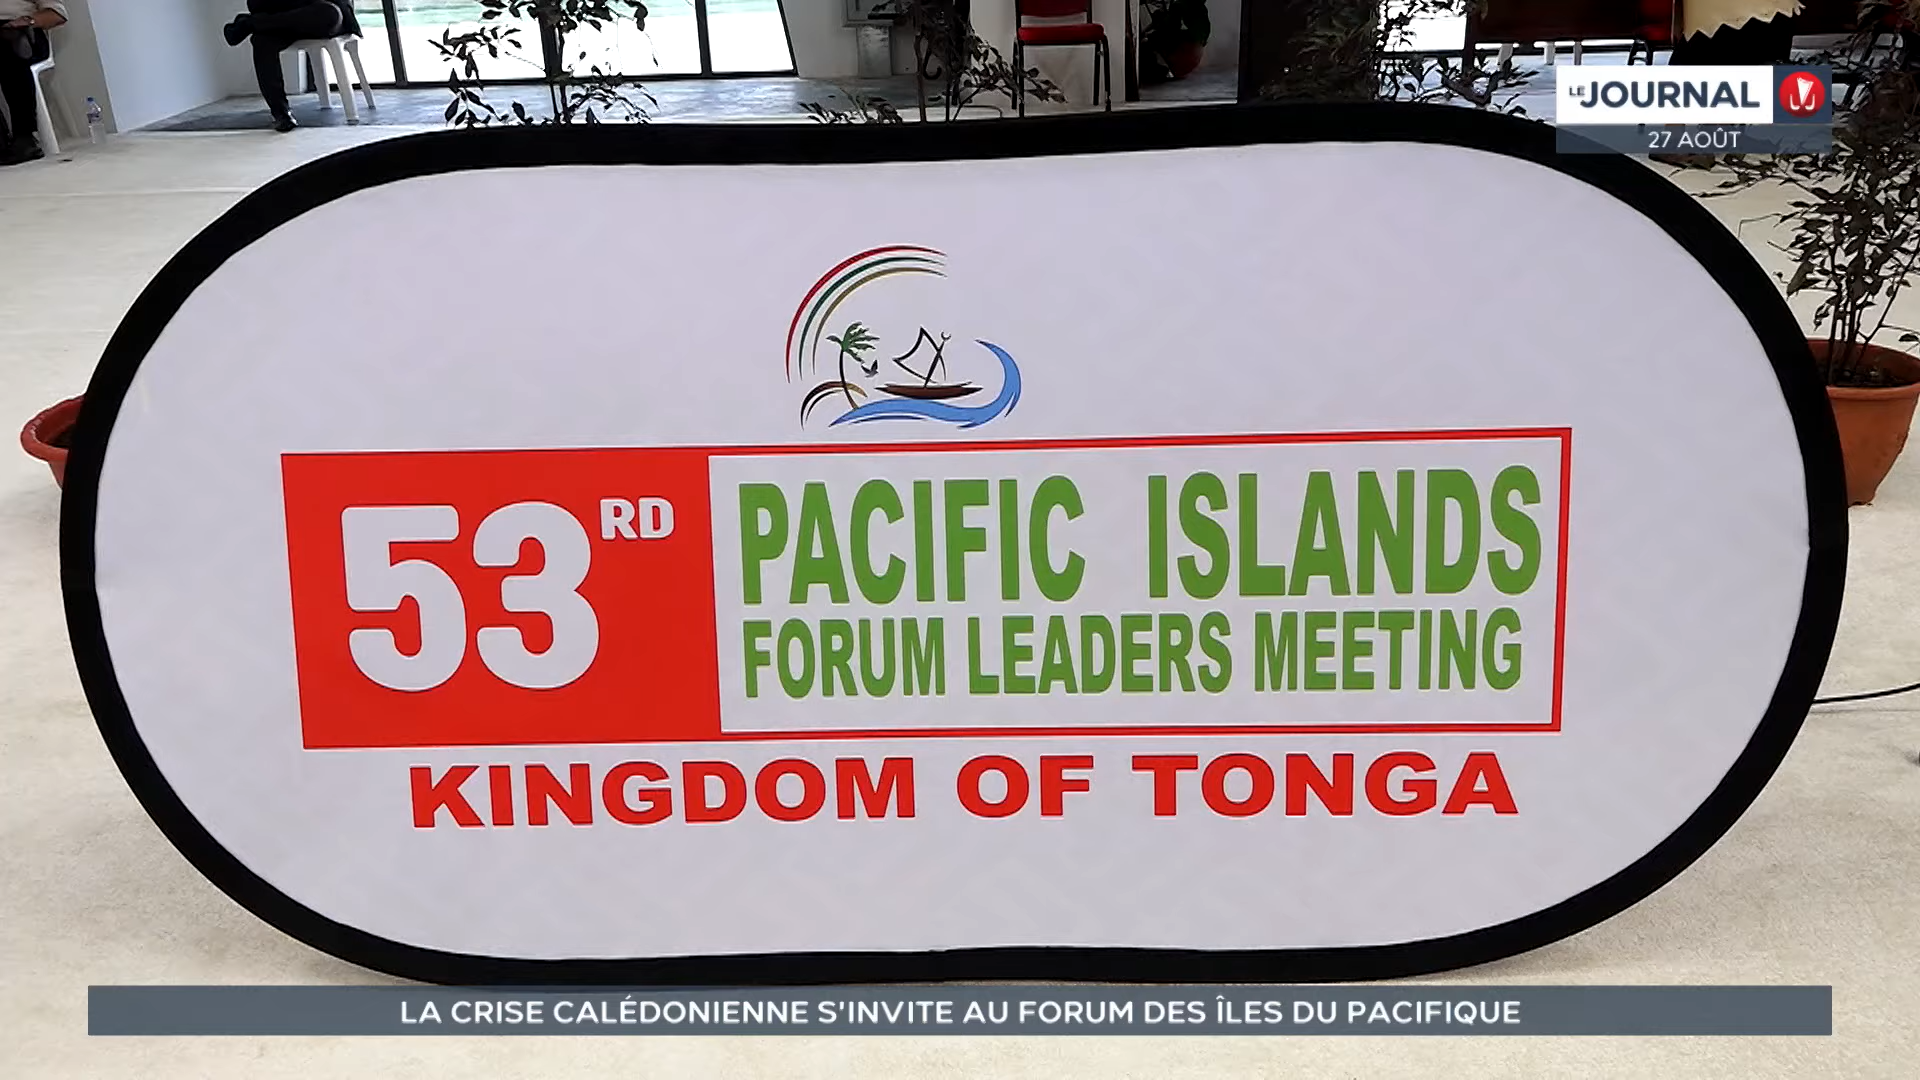 LE JOURNAL
27 AOÛT
53RD
PACIFIC ISLANDS
FORUM LEADERS MEETING
KINGDOM OF TONGA
LA CRISE CALÉDONIENNE S'INVITE AU FORUM DES ÎLES DU PACIFIQUE